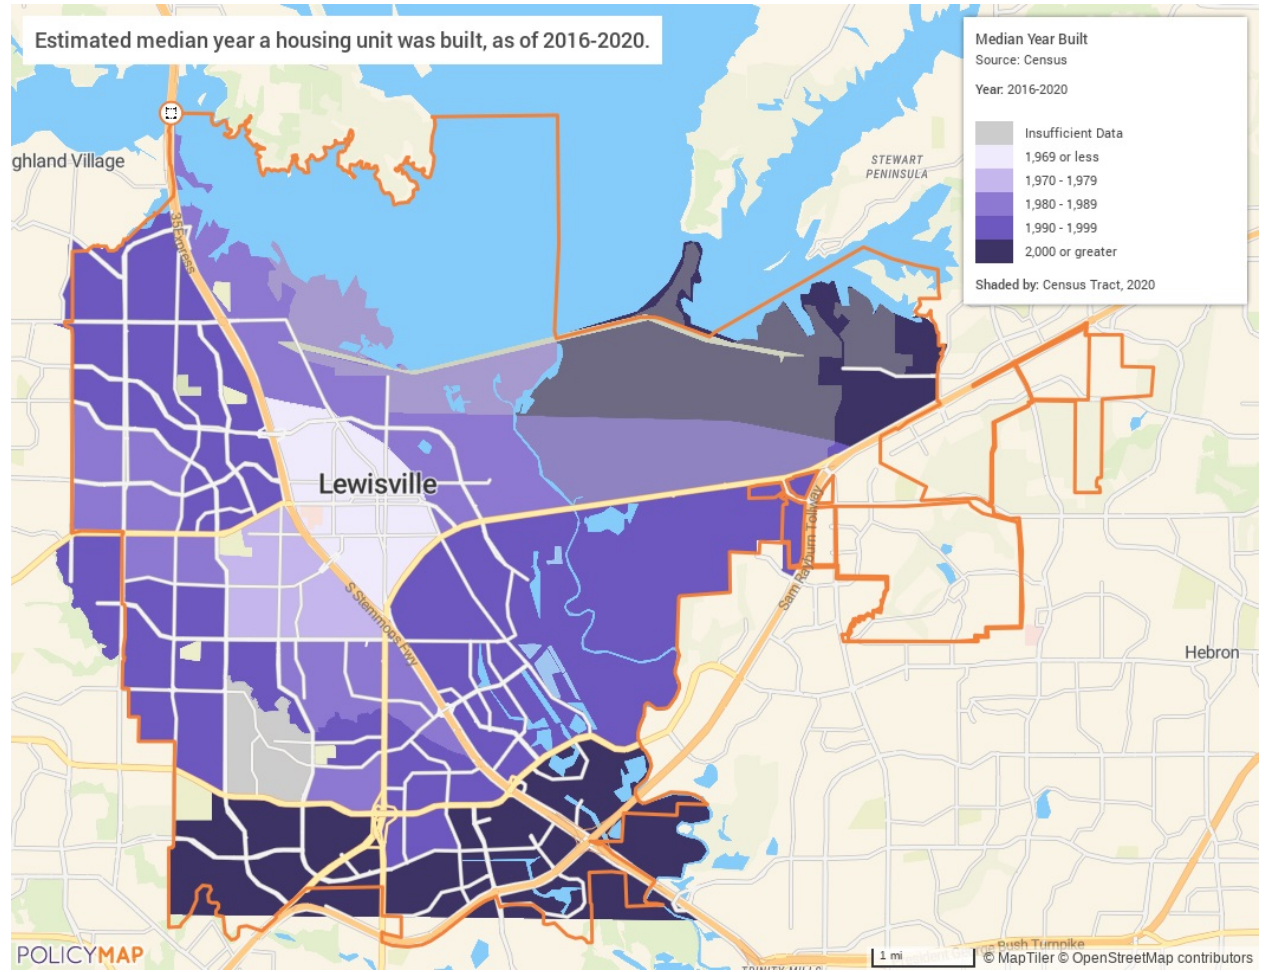 Estimated median year a housing unit was built, as of 2016-2020.
Median Year Built
Source: Census
Year: 2016-2020
Insufficient Data
1,969 or less
1,970 - 1,979
1,980 - 1,989
1,990 - 1,999
2,000 or greater
Shaded by: Census Tract, 2020
ghland Village
STEWART
PENINSULA
35Express
Lewisville
S Stemmons Fwy
Sam Rayburn Tollway
Hebron
POLICYMAP
1 mi
George Bush Turnpike
© MapTiler © OpenStreetMap contributors
TRINITY MILLS